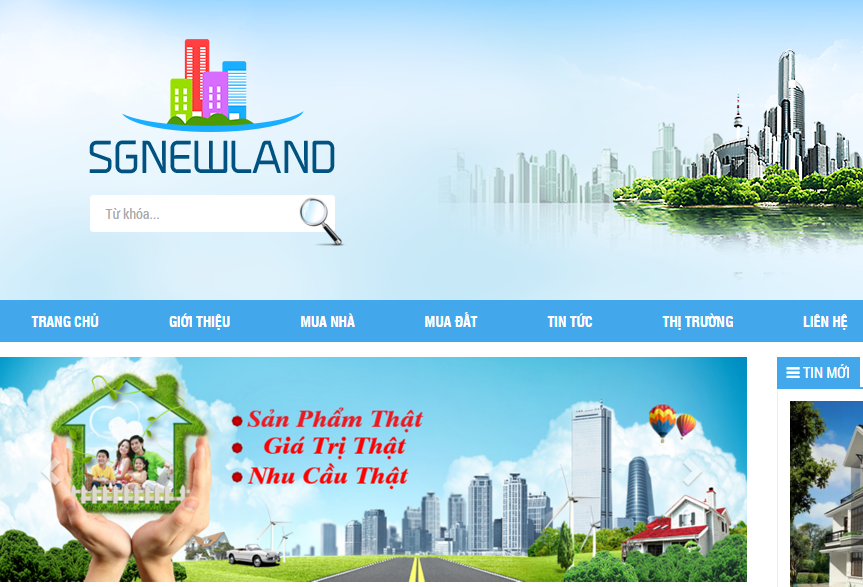 SGNEWLAND
Từ khóa...
TRANG CHỦ GIỚI THIỆU MUA NHÀ MUA ĐẤT TIN TỨC THỊ TRƯỜNG LIÊN HỆ
Sản Phẩm Thật
Giá Trị Thật
Nhu Cầu Thật
TIN MỚI